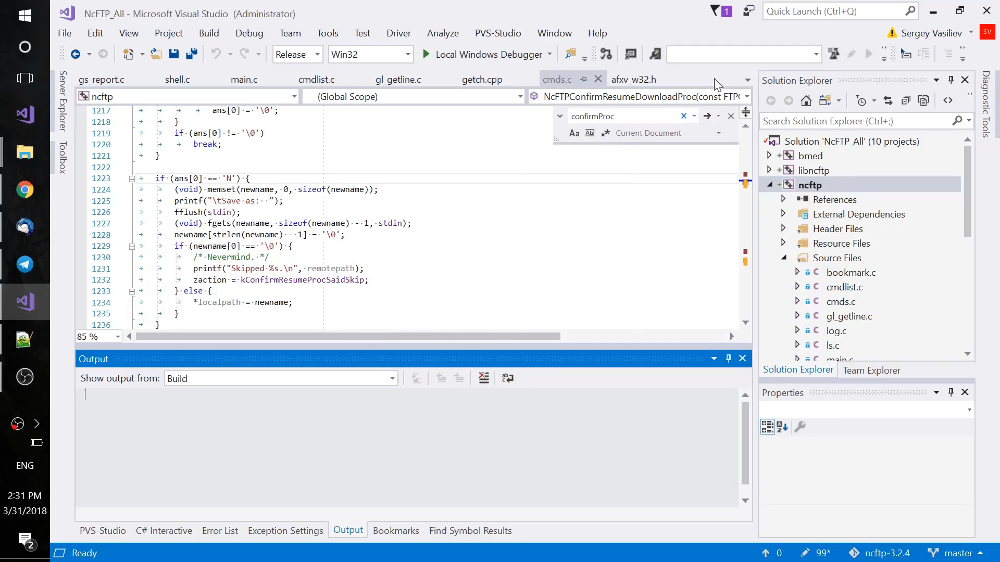 NcFTP_All - Microsoft Visual Studio (Administrator)
1
Quick Launch (Ctrl+Q)
File Edit View Project Build Debug Team Tools Test Driver Analyze PVS-Studio Window Help
Sergey Vasiliev
SV
Release
Win32
Local Windows Debugger
Server Explorer
Toolbox
gs_report.c shell.c main.c cmdlist.c gl_getline.c getch.cpp cmds.c afxv_w32.h
ncftp
(Global Scope)
NcFTPConfirmResumeDownloadProc(const FTPC
confirmProc
Aa
Current Document
1217 ans[0] = '\0';
1218 }
1219 if (ans[0] != '\0')
1220 break;
1221 }
1222
1223 if (ans[0] == 'N') {
1224 (void) memset(newname, 0, sizeof(newname));
1225 printf("\tSave as:  ");
1226 fflush(stdin);
1227 (void) fgets(newname, sizeof(newname) - 1, stdin);
1228 newname[strlen(newname) - 1] = '\0';
1229 if (newname[0] == '\0') {
1230 /* Nevermind. */
1231 printf("Skipped %s.\n", remotepath);
1232 zaction = kConfirmResumeProcSaidSkip;
1233 } else {
1234 *localpath = newname;
1235 }
1236 }
85 %
Output
Show output from: Build
PVS-Studio C# Interactive Error List Exception Settings Output Bookmarks Find Symbol Results
Solution Explorer
Search Solution Explorer (Ctrl+;)
Solution 'NcFTP_All' (10 projects)
bmed
libncftp
ncftp
References
External Dependencies
Header Files
Resource Files
Source Files
bookmark.c
cmdlist.c
cmds.c
gl_getline.c
log.c
ls.c
main.c
Solution Explorer Team Explorer
Properties
Diagnostic Tools
ENG
2:31 PM
3/31/2018
2
Ready
0
99*
ncftp-3.2.4
master